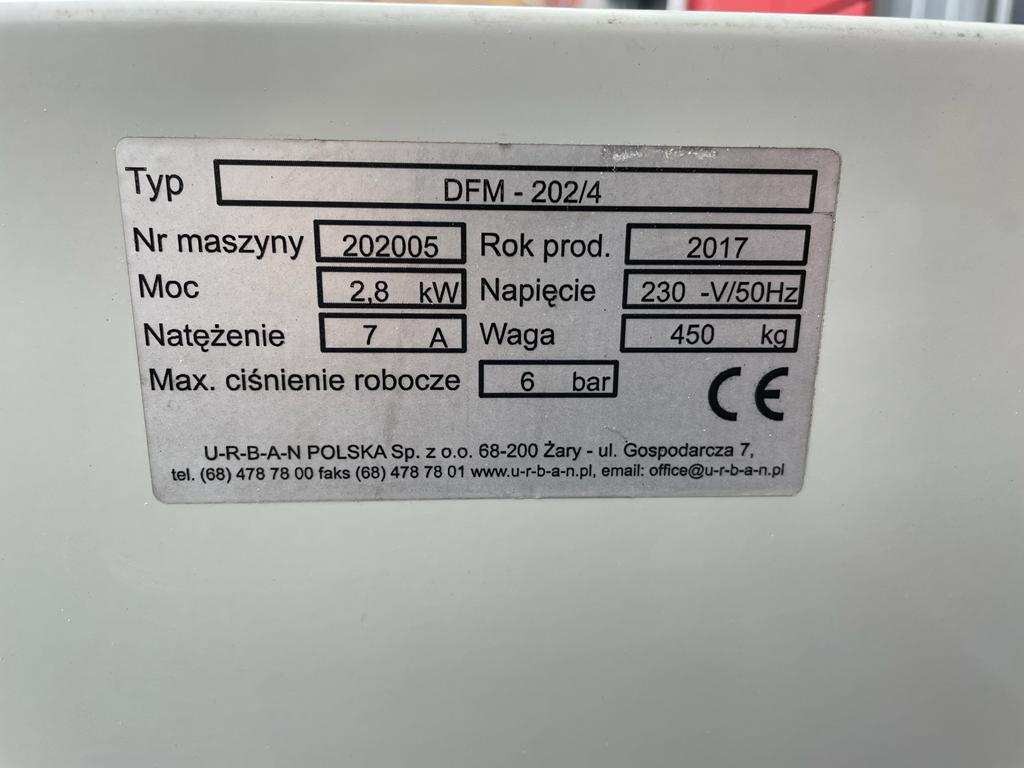 Typ DFM - 202/4
Nr maszyny 202005 Rok prod. 2017
Moc 2,8 kW Napięcie 230 -V/50Hz
Natężenie 7 A Waga 450 kg
Max. ciśnienie robocze 6 bar CE
U-R-B-A-N POLSKA Sp. z o.o. 68-200 Żary - ul. Gospodarcza 7,
tel. (68) 478 78 00 faks (68) 478 78 01 www.u-r-b-a-n.pl, email: office@u-r-b-a-n.pl